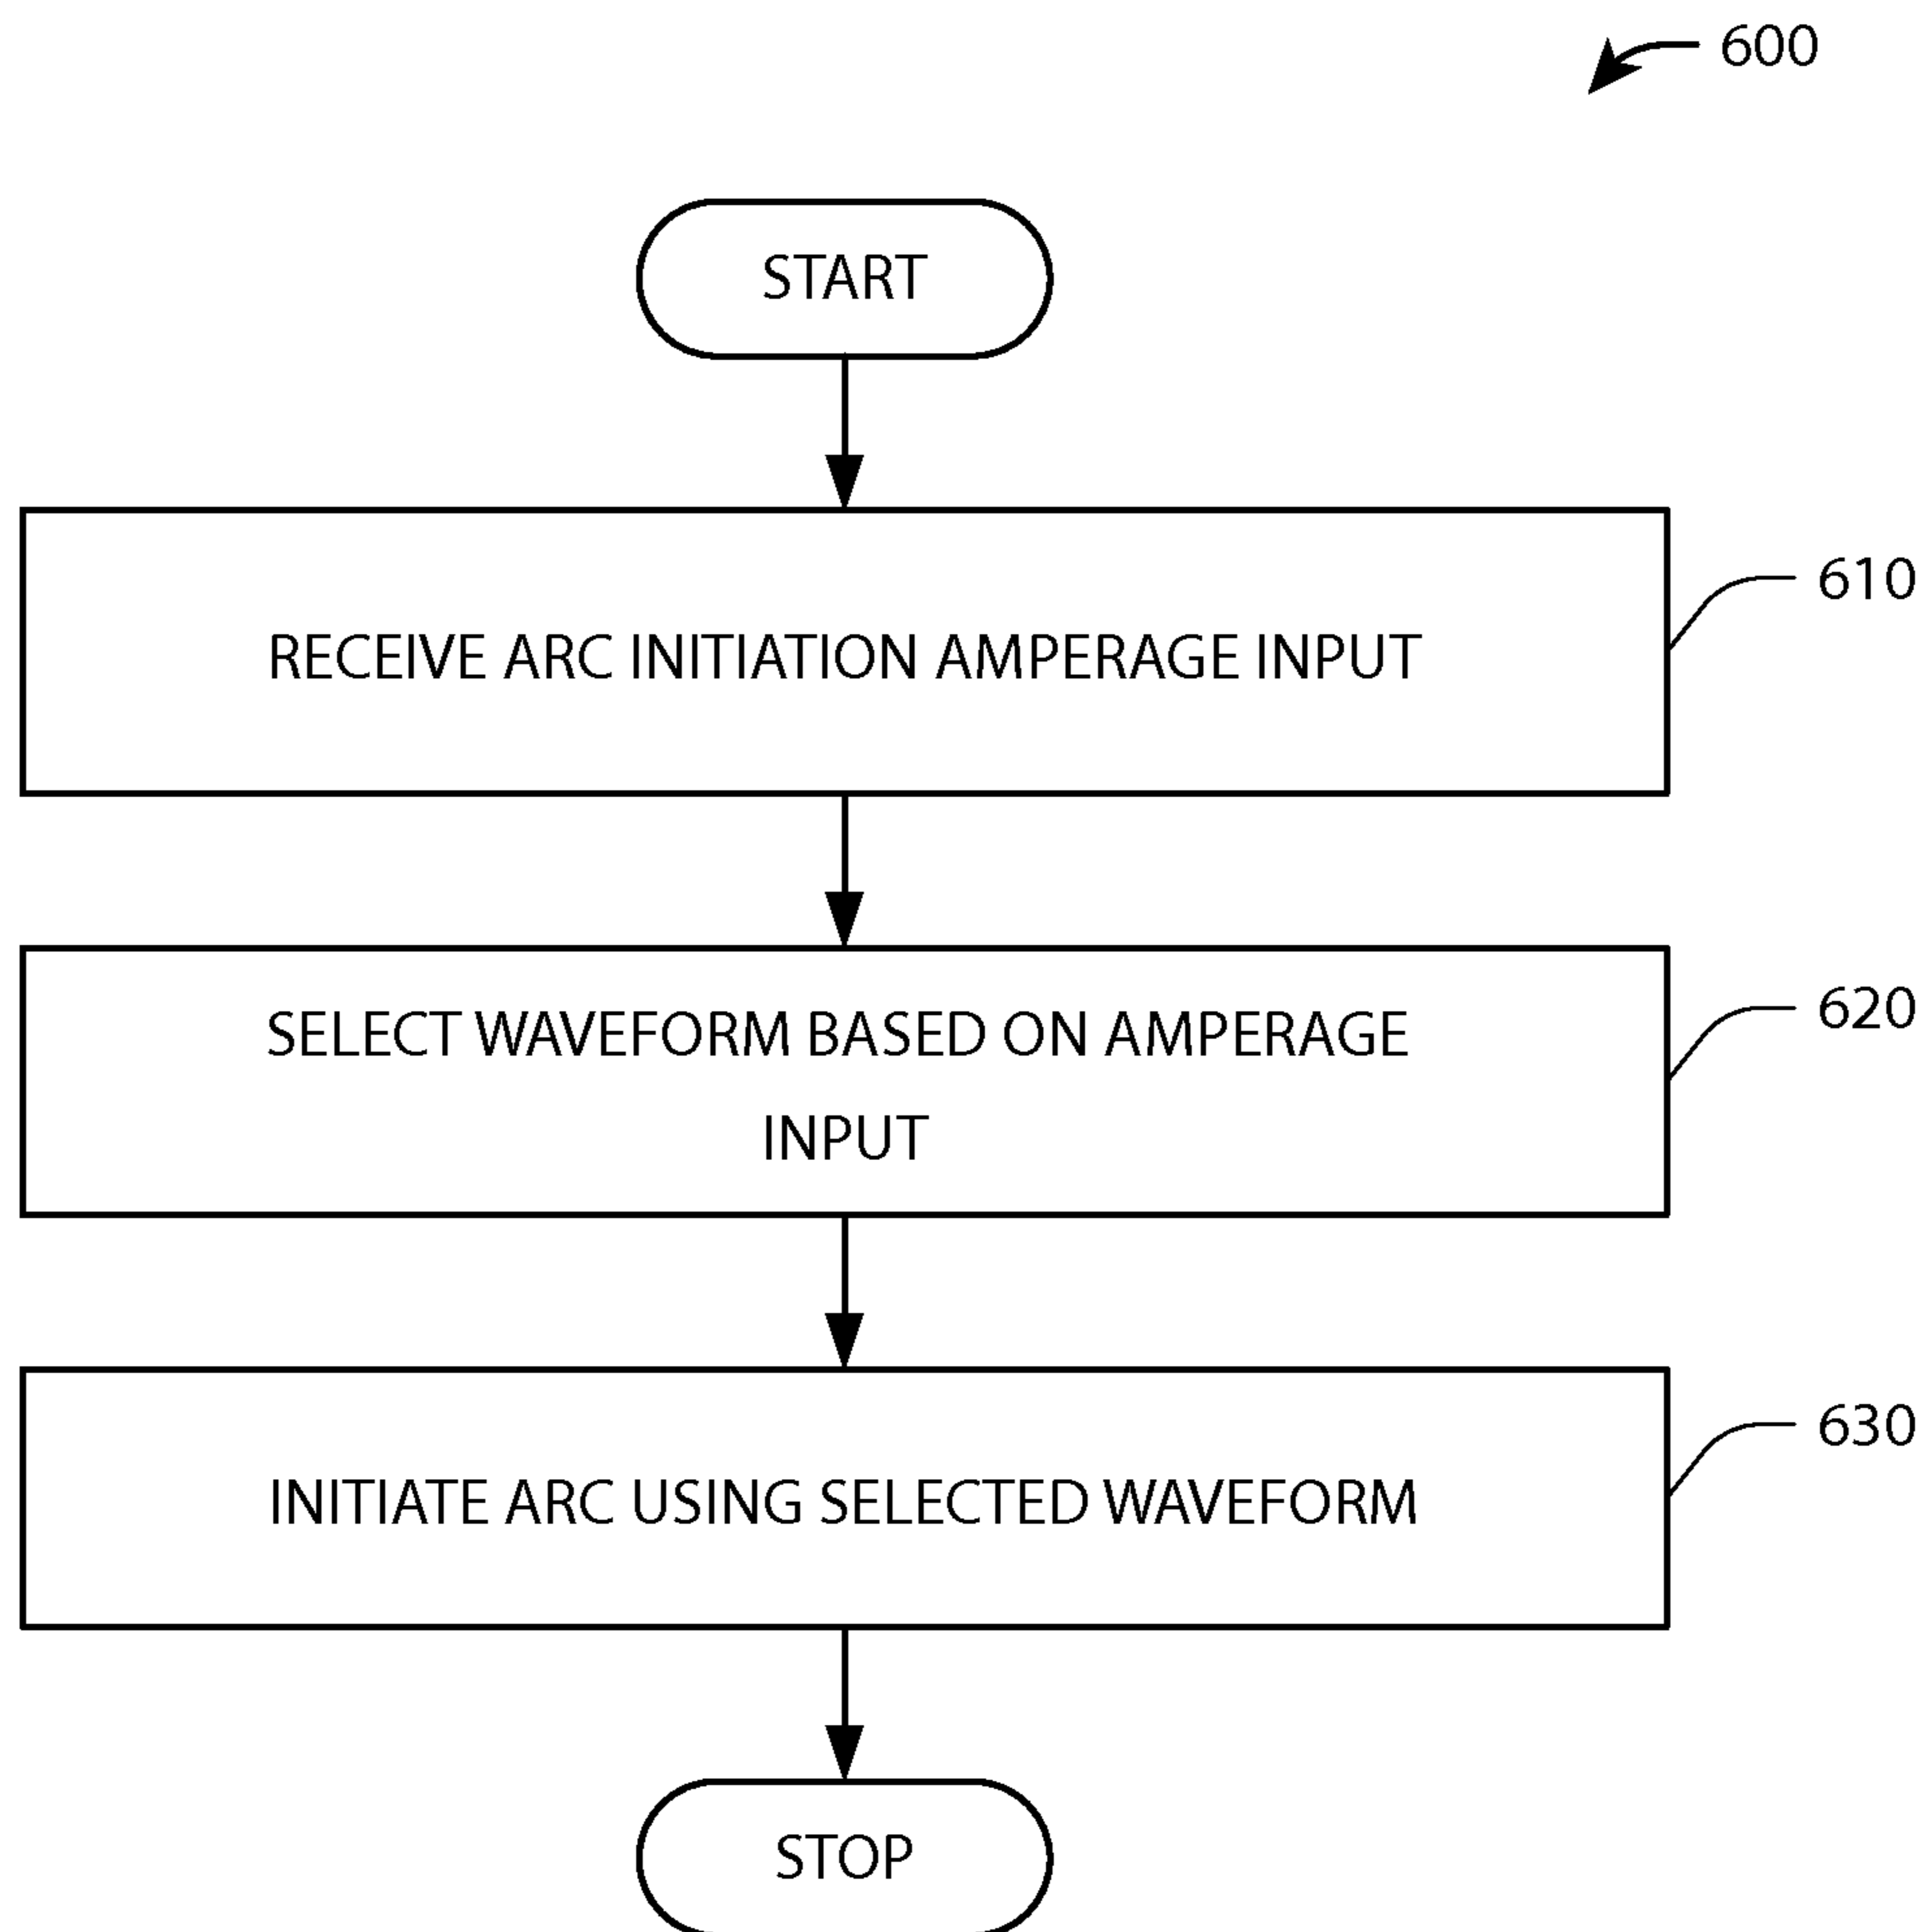 600
START
RECEIVE ARC INITIATION AMPERAGE INPUT
610
SELECT WAVEFORM BASED ON AMPERAGE
INPUT
620
INITIATE ARC USING SELECTED WAVEFORM
630
STOP